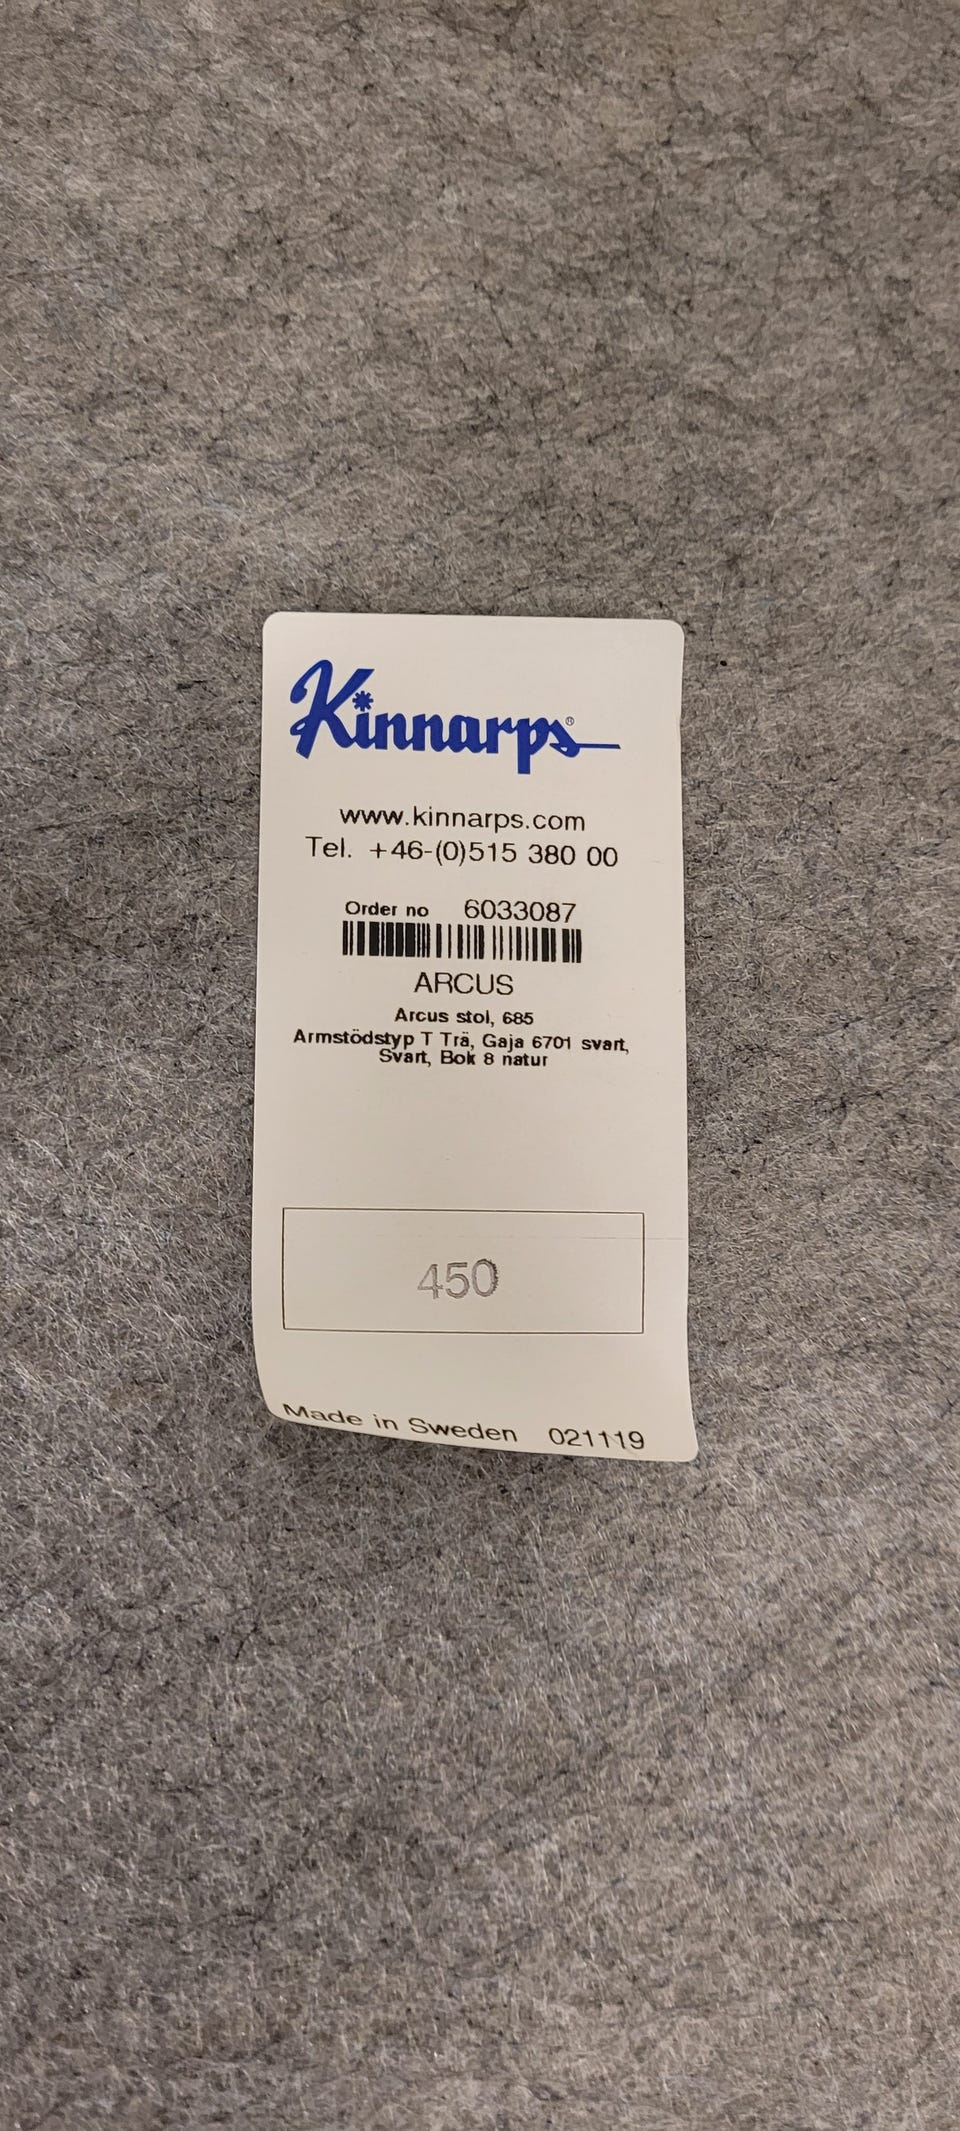 Kinnarps®
www.kinnarps.com
Tel. +46-(0)515 380 00
Order no 6033087
ARCUS
Arcus stol, 685
Armstödstyp T Trä, Gaja 6701 svart,
Svart, Bok 8 natur
450
Made in Sweden 021119